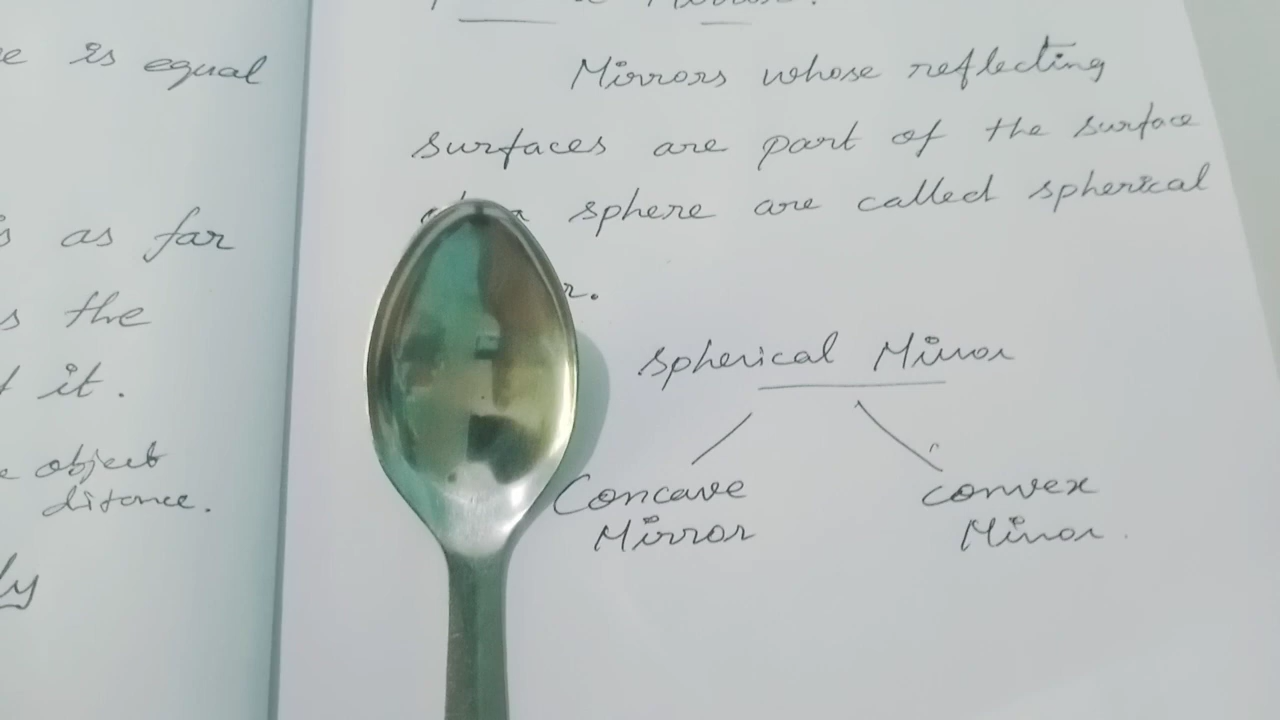 is equal
as far
the
it.
object
distance.
Mirrors whose reflecting
surfaces are part of the surface
sphere are called spherical
Spherical Mirror
Concave
Mirror
convex
Mirror